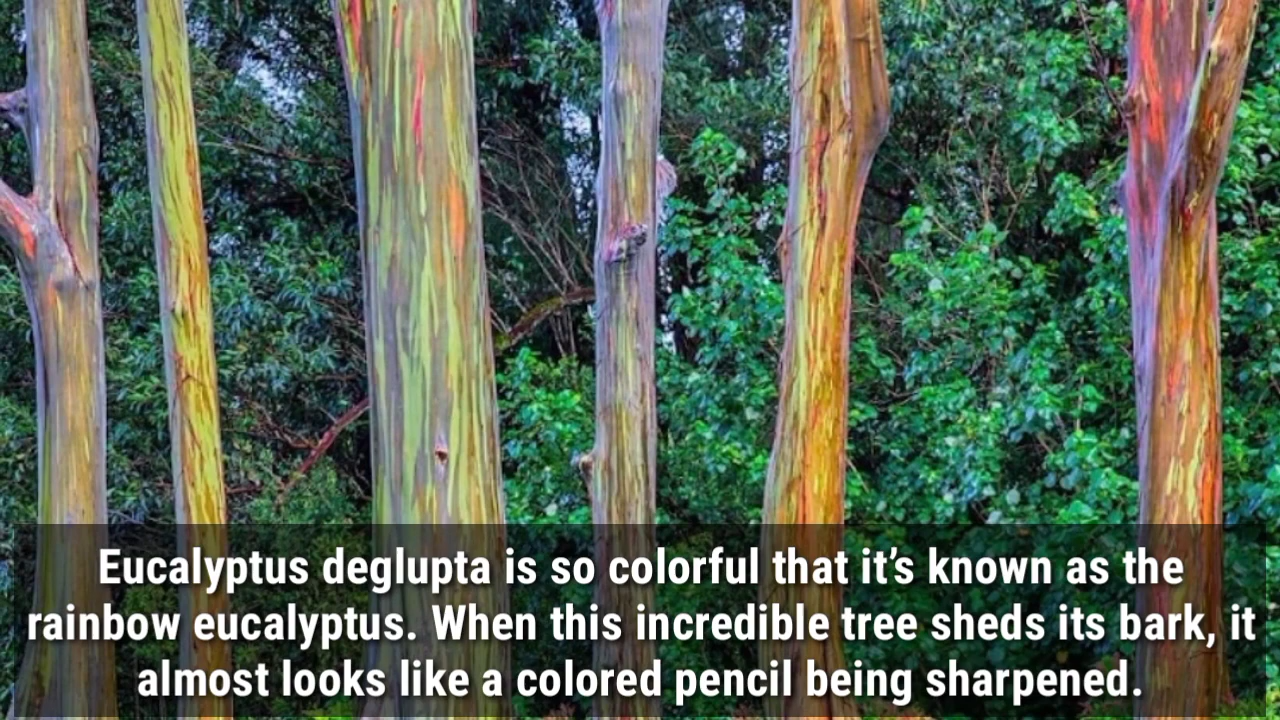 Eucalyptus deglupta is so colorful that it’s known as the
rainbow eucalyptus. When this incredible tree sheds its bark, it
almost looks like a colored pencil being sharpened.